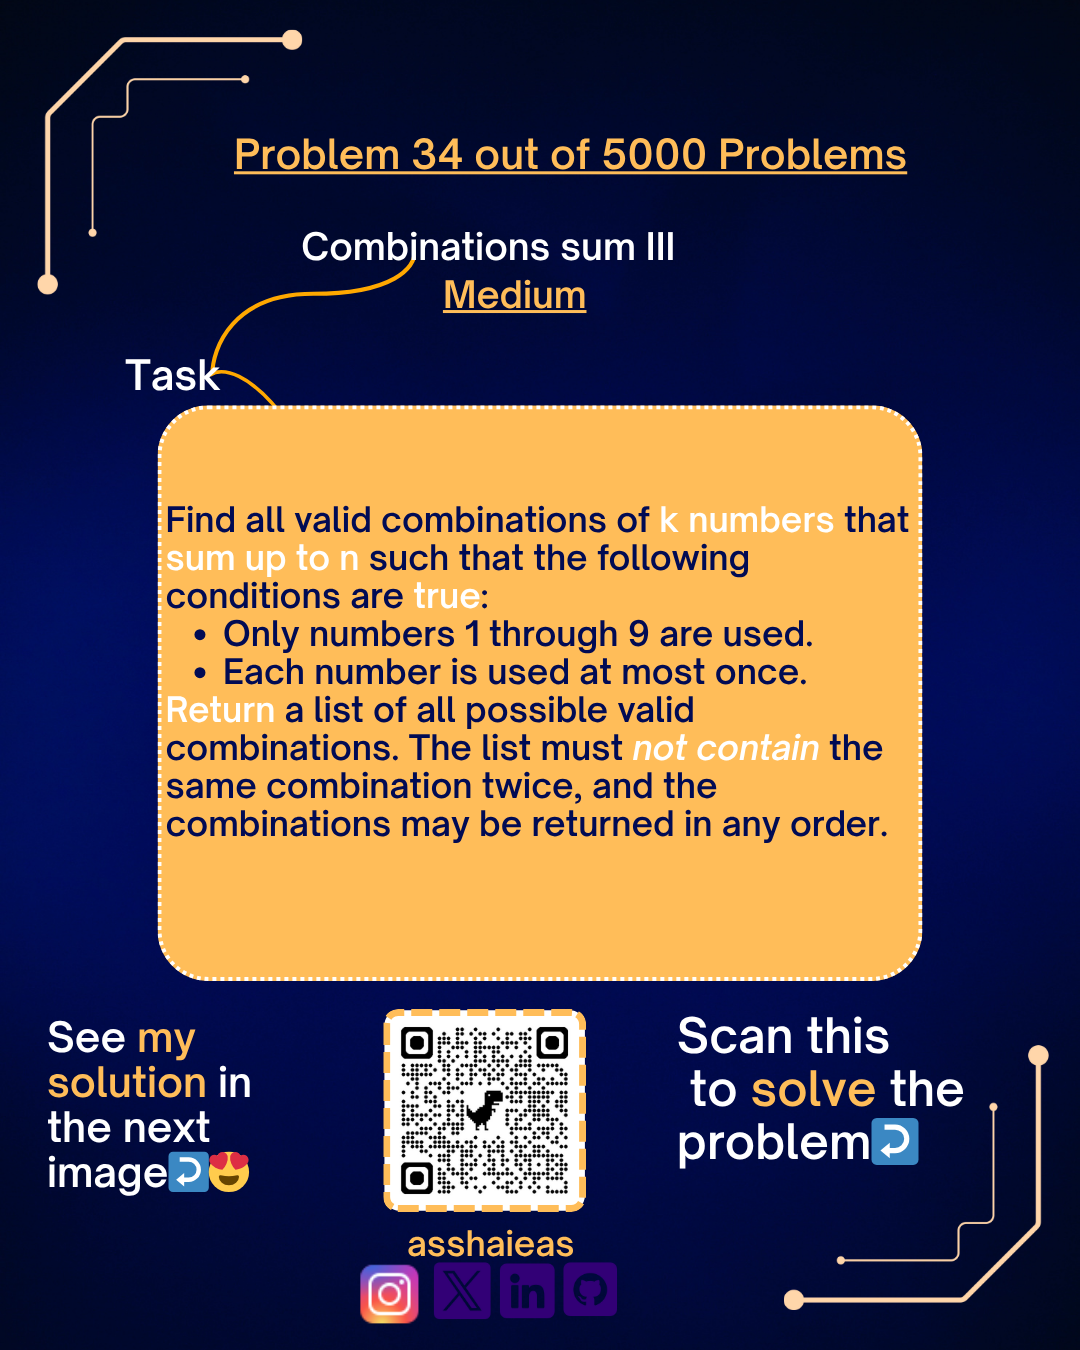 Problem 34 out of 5000 Problems
Combinations sum III
Medium
Task
Find all valid combinations of k numbers that
sum up to n such that the following
conditions are true:
• Only numbers 1 through 9 are used.
• Each number is used at most once.
Return a list of all possible valid
combinations. The list must not contain the
same combination twice, and the
combinations may be returned in any order.
See my
solution in
the next
image↩️😍
Scan this
to solve the
problem↩️
asshaieas
in